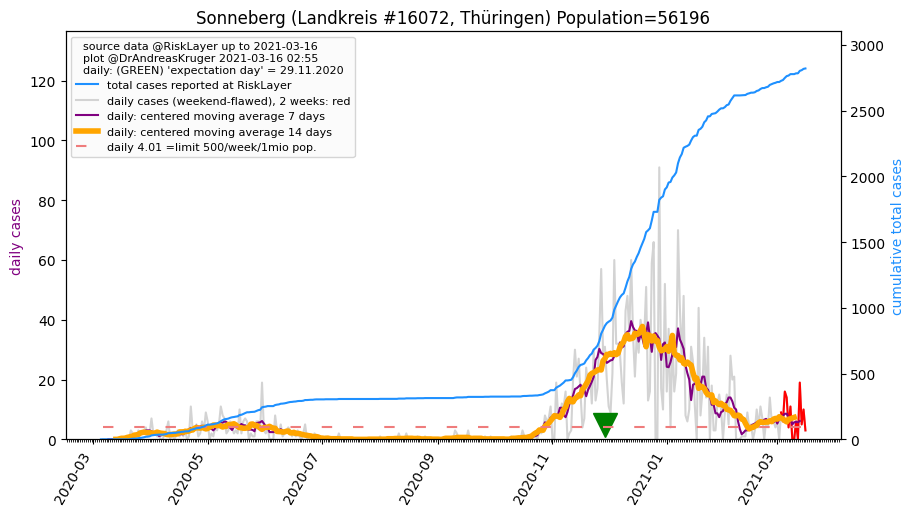 Sonneberg (Landkreis #16072, Thüringen) Population=56196
source data @RiskLayer up to 2021-03-16
plot @DrAndreasKruger 2021-03-16 02:55
daily: (GREEN) 'expectation day' = 29.11.2020
total cases reported at RiskLayer
daily cases (weekend-flawed), 2 weeks: red
daily: centered moving average 7 days
daily: centered moving average 14 days
daily 4.01 =limit 500/week/1mio pop.
daily cases
120
100
80
60
40
20
0
cumulative total cases
3000
2500
2000
1500
1000
500
0
2020-03
2020-05
2020-07
2020-09
2020-11
2021-01
2021-03